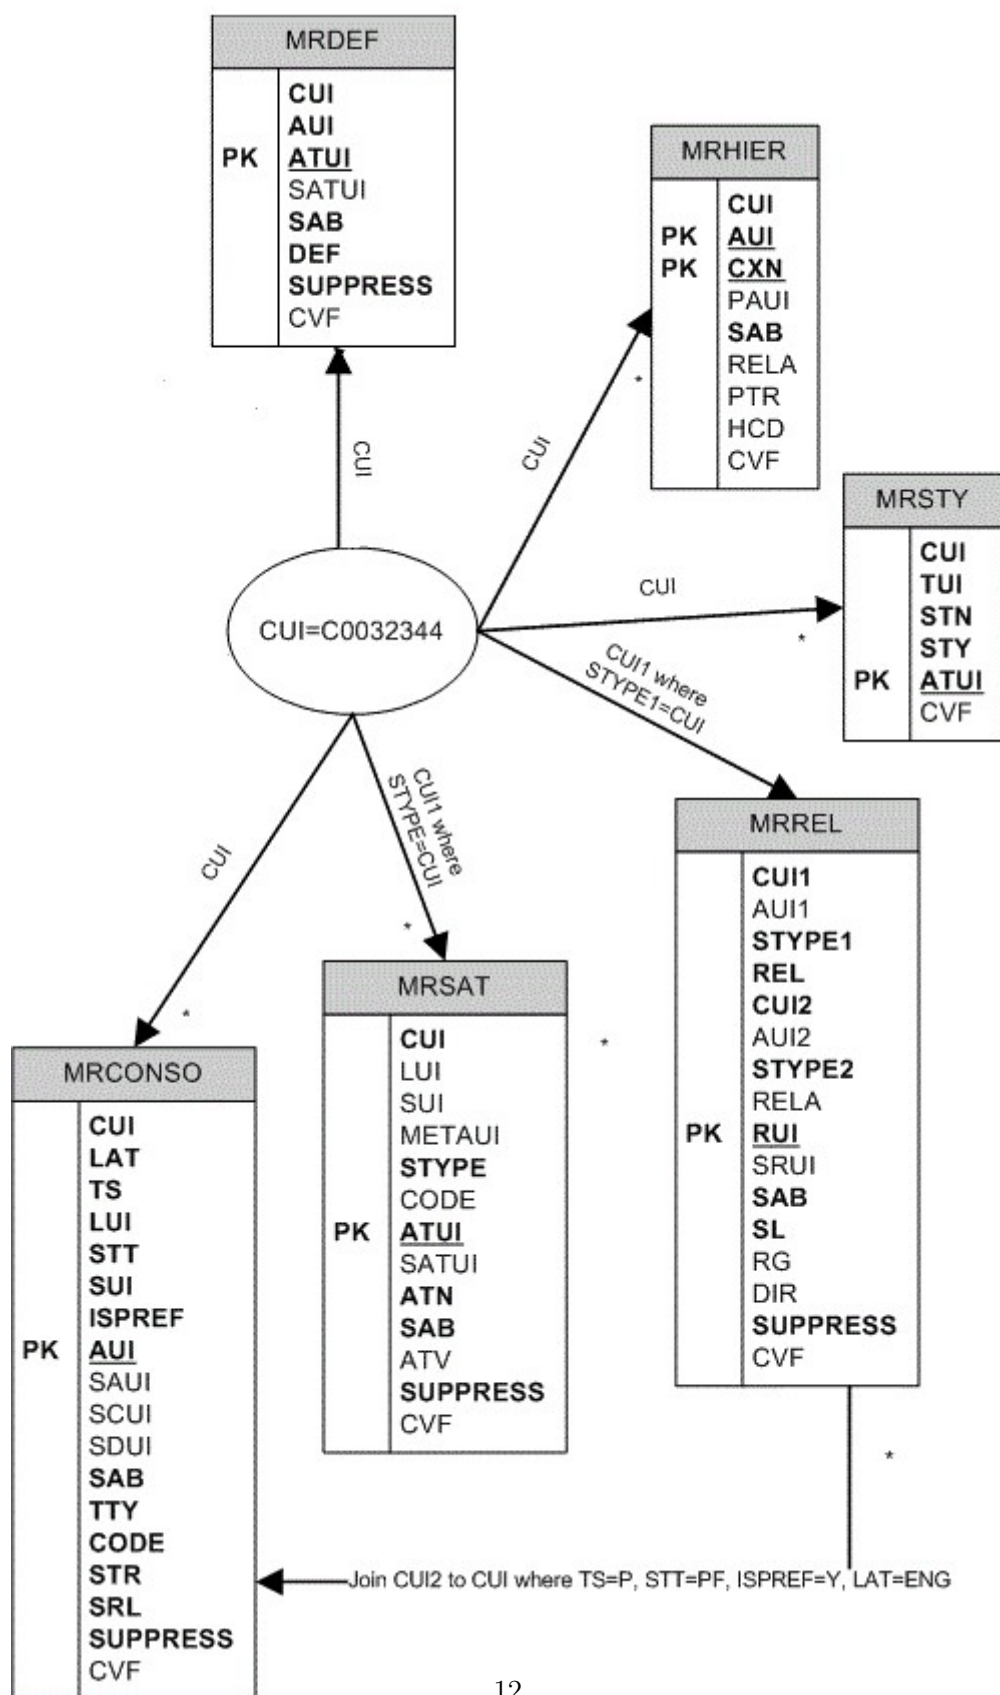 MRDEF
CUI
AUI
PK ATUI
SATUI
SAB
DEF
SUPPRESS
CVF
MRHIER
CUI
PK AUI
PK CXN
PAUI
SAB
RELA
PTR
HCD
CVF
*
CUI
CUI
MRSTY
CUI
TUI
STN
STY
PK ATUI
CVF
CUI
*
CUI=C0032344
CUI1 where
STYPE1=CUI
CUI1 where
STYPE=CUI
*
CUI
*
MRREL
CUI1
AUI1
STYPE1
REL
CUI2
AUI2
STYPE2
RELA
PK RUI
SRUI
SAB
SL
RG
DIR
SUPPRESS
CVF
*
*
MRSAT
CUI
LUI
SUI
METAUI
STYPE
CODE
PK ATUI
SATUI
ATN
SAB
ATV
SUPPRESS
CVF
MRCONSO
CUI
LAT
TS
LUI
STT
SUI
ISPREF
PK AUI
SAUI
SCUI
SDUI
SAB
TTY
CODE
STR
SRL
SUPPRESS
CVF
Join CUI2 to CUI where TS=P, STT=PF, ISPREF=Y, LAT=ENG
12